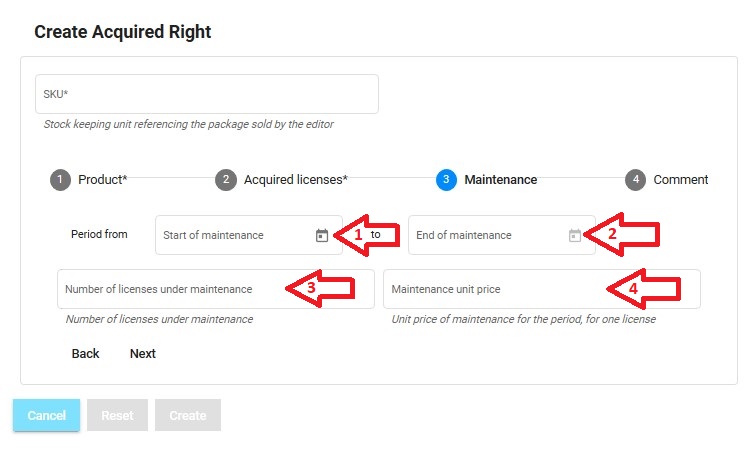 Create Acquired Right
SKU*
Stock keeping unit referencing the package sold by the editor
1 Product* 2 Acquired licenses* 3 Maintenance 4 Comment
Period from Start of maintenance 1 to End of maintenance 2
Number of licenses under maintenance 3 Maintenance unit price 4
Number of licenses under maintenance Unit price of maintenance for the period, for one license
Back Next
Cancel Reset Create